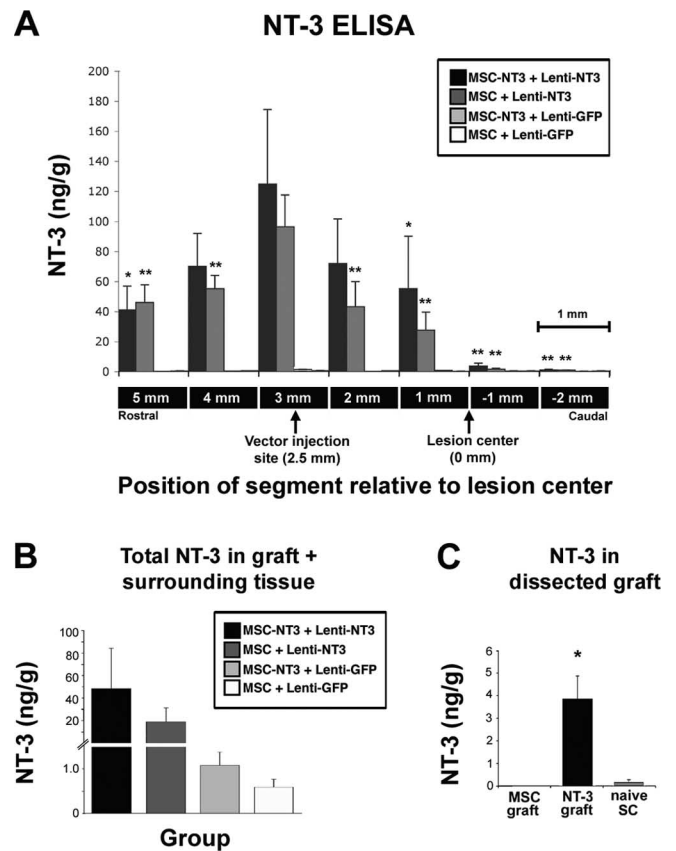 A
NT-3 ELISA
MSC-NT3 + Lenti-NT3
MSC + Lenti-NT3
MSC-NT3 + Lenti-GFP
MSC + Lenti-GFP
NT-3 (ng/g)
200
180
160
140
120
100
80
60
40
20
0
* ** ** ** * ** ** ** ** **
1 mm
5 mm 4 mm 3 mm 2 mm 1 mm -1 mm -2 mm
Rostral Caudal
Vector injection
site (2.5 mm)
Lesion center
(0 mm)
Position of segment relative to lesion center
B
Total NT-3 in graft +
surrounding tissue
MSC-NT3 + Lenti-NT3
MSC + Lenti-NT3
MSC-NT3 + Lenti-GFP
MSC + Lenti-GFP
NT-3 (ng/g)
100
80
60
50
40
20
1.0
0
Group
C
NT-3 in
dissected graft
NT-3 (ng/g)
6
5
4
3
2
1
0
*
MSC NT-3 naive
graft graft SC